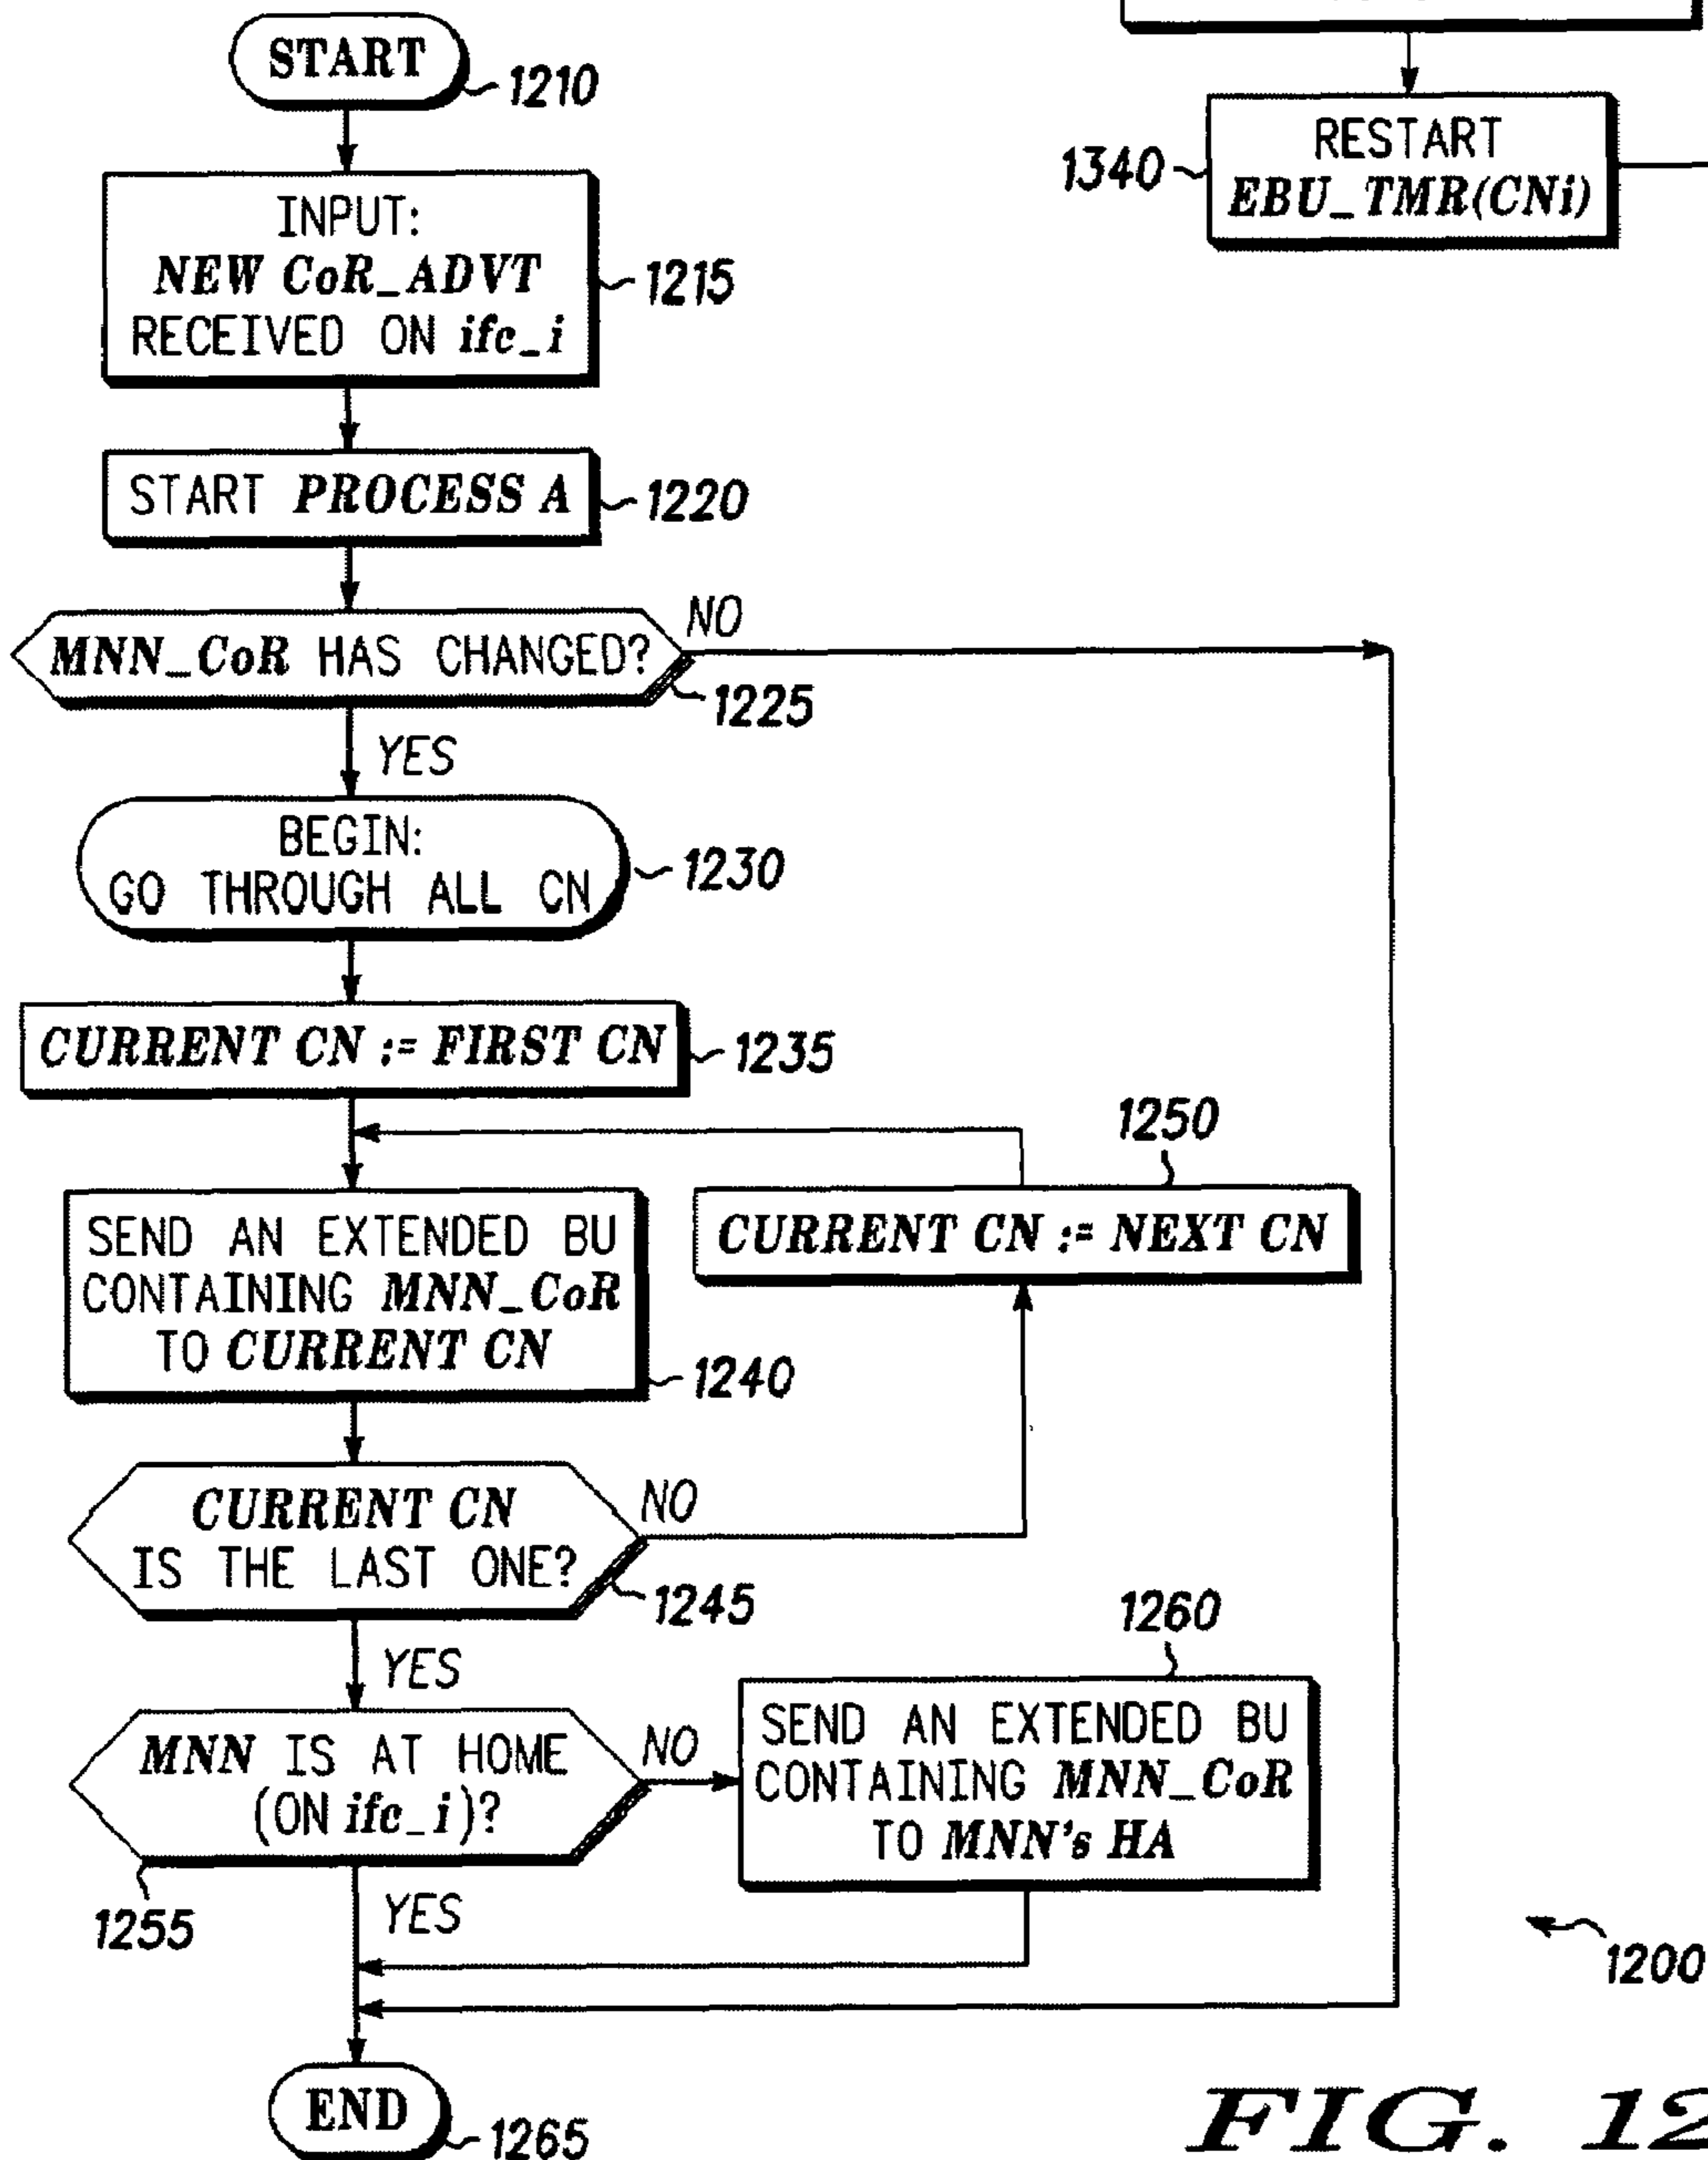 START
1210
INPUT:
NEW CoR_ADVT
RECEIVED ON ifc_i
1215
START PROCESS A
1220
MNN_CoR HAS CHANGED?
NO
1225
YES
BEGIN:
GO THROUGH ALL CN
1230
CURRENT CN := FIRST CN
1235
SEND AN EXTENDED BU
CONTAINING MNN_CoR
TO CURRENT CN
1240
1250
CURRENT CN := NEXT CN
CURRENT CN
IS THE LAST ONE?
NO
1245
YES
MNN IS AT HOME
(ON ifc_i)?
NO
1255
YES
1260
SEND AN EXTENDED BU
CONTAINING MNN_CoR
TO MNN's HA
END
1265
1340
RESTART
EBU_TMR(CNi)
1200
FIG. 12